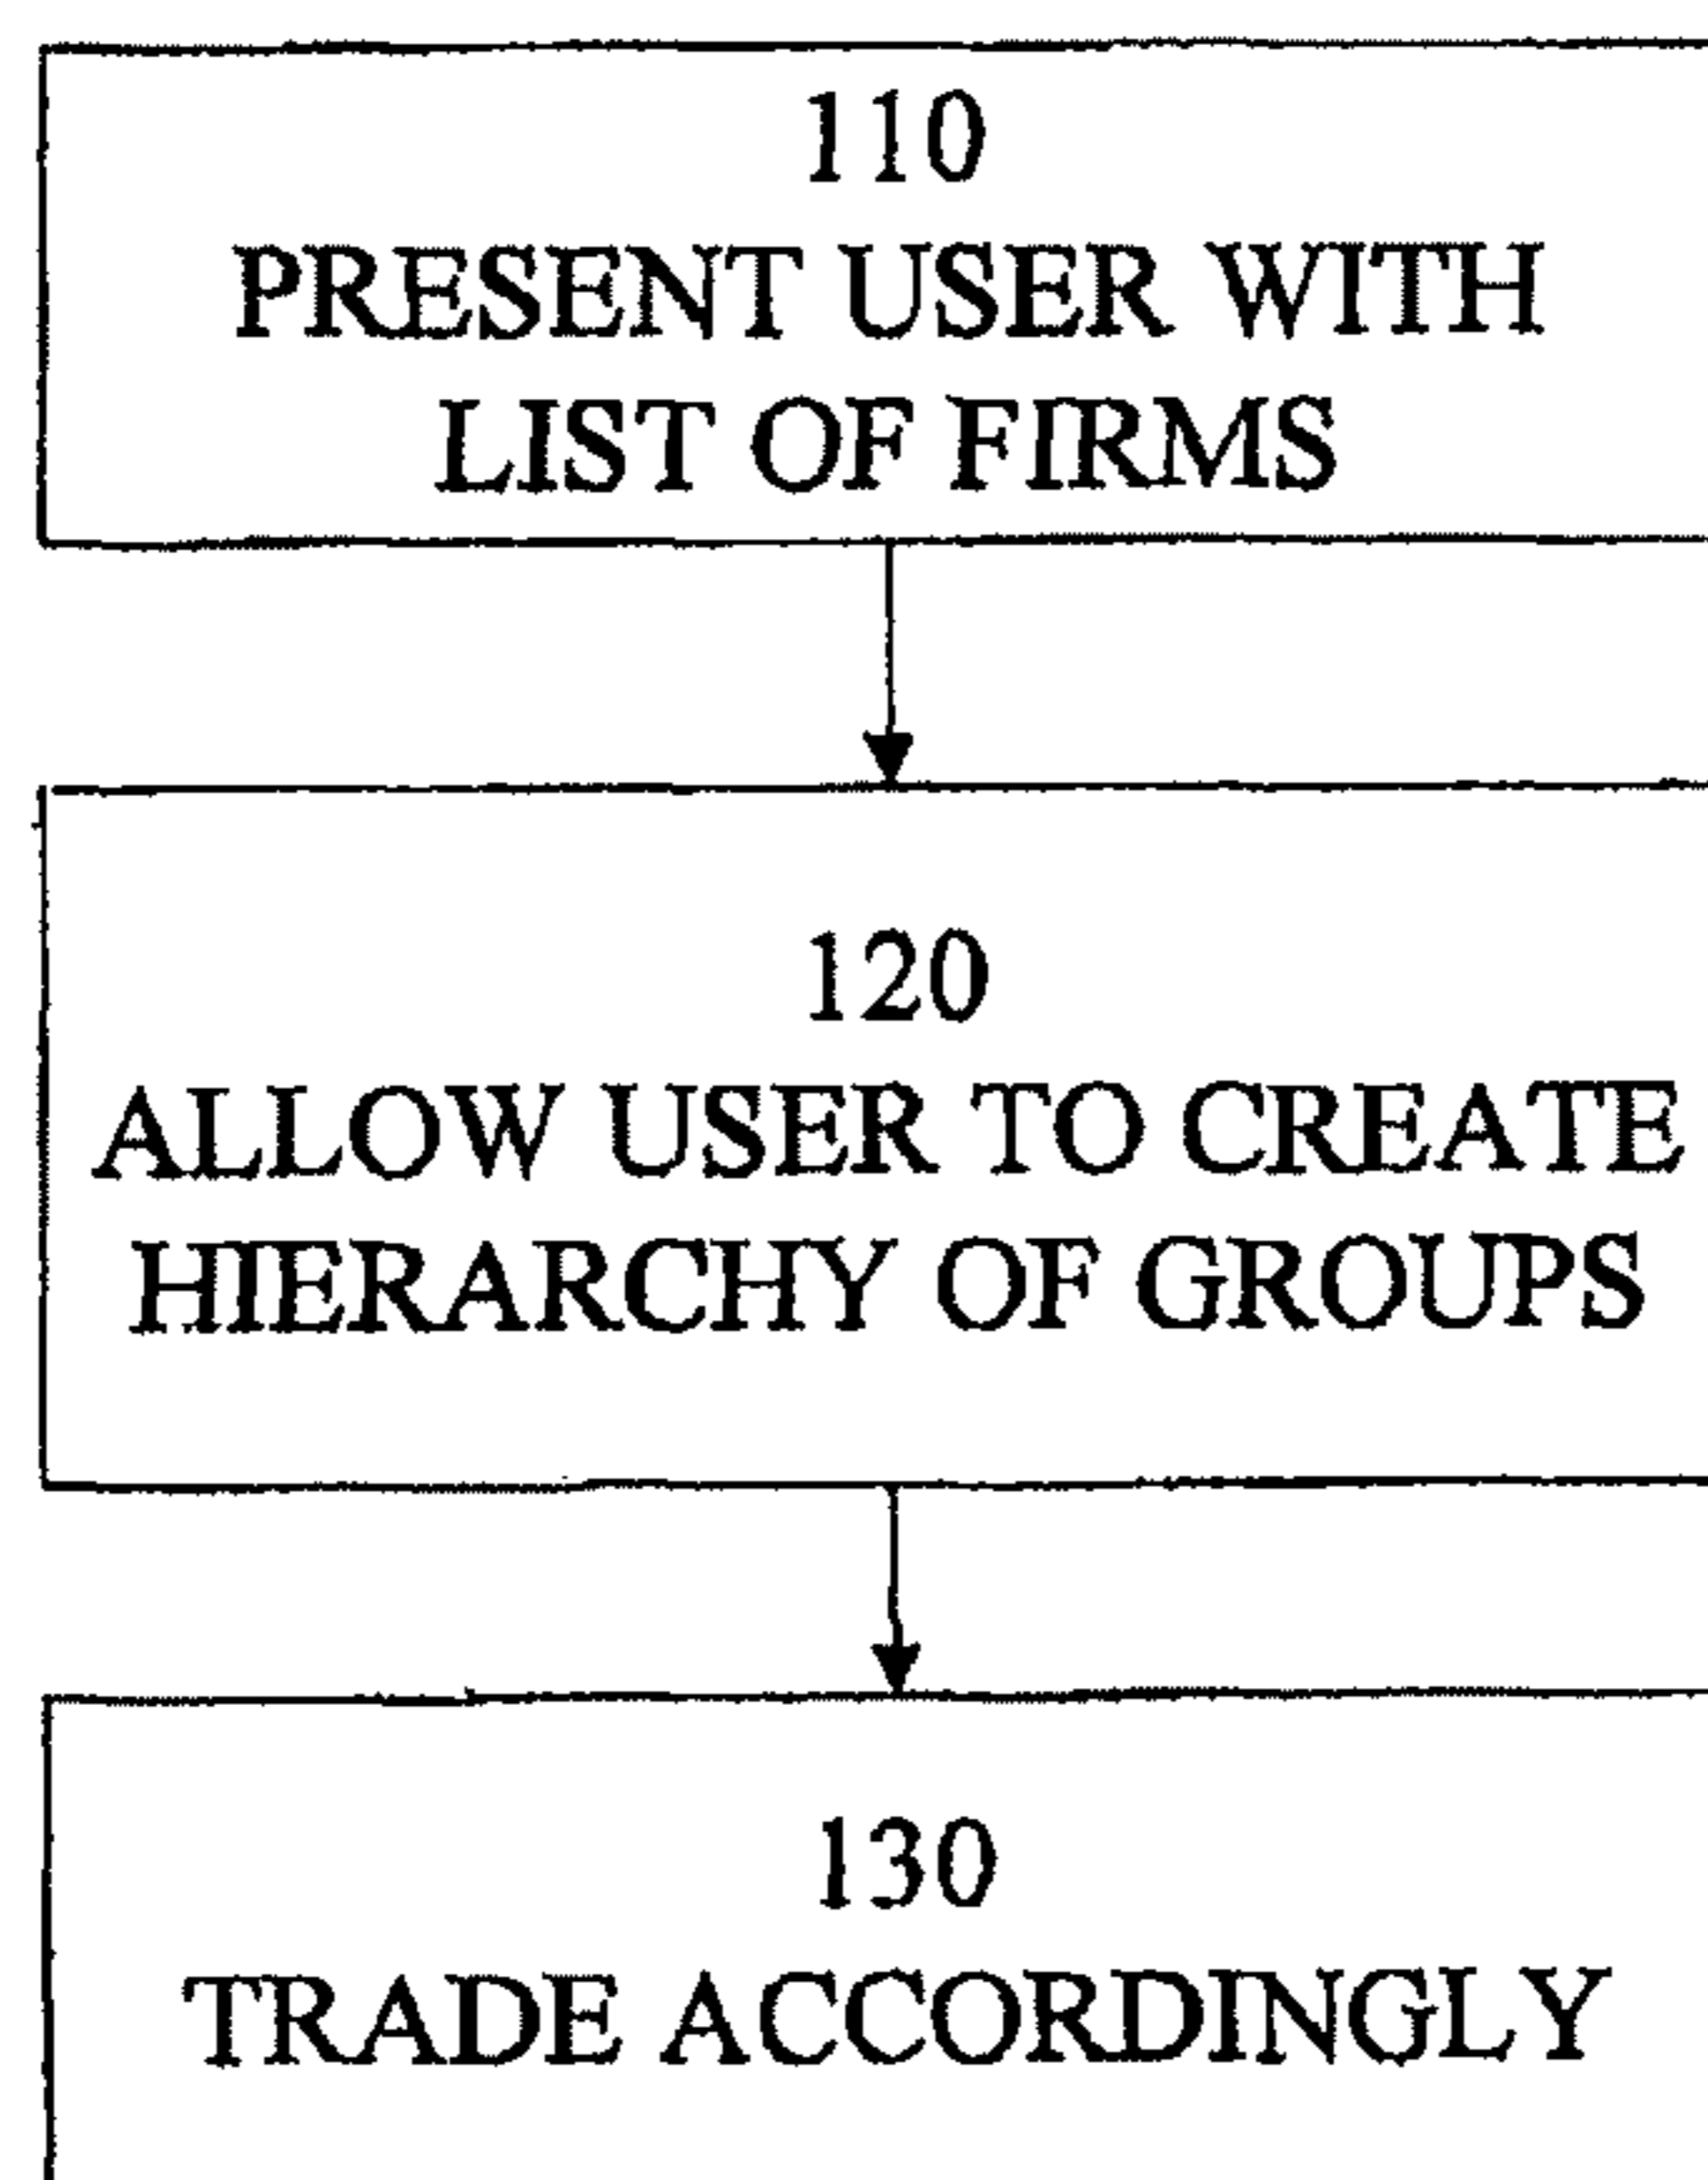 110
PRESENT USER WITH
LIST OF FIRMS
120
ALLOW USER TO CREATE
HIERARCHY OF GROUPS
130
TRADE ACCORDINGLY